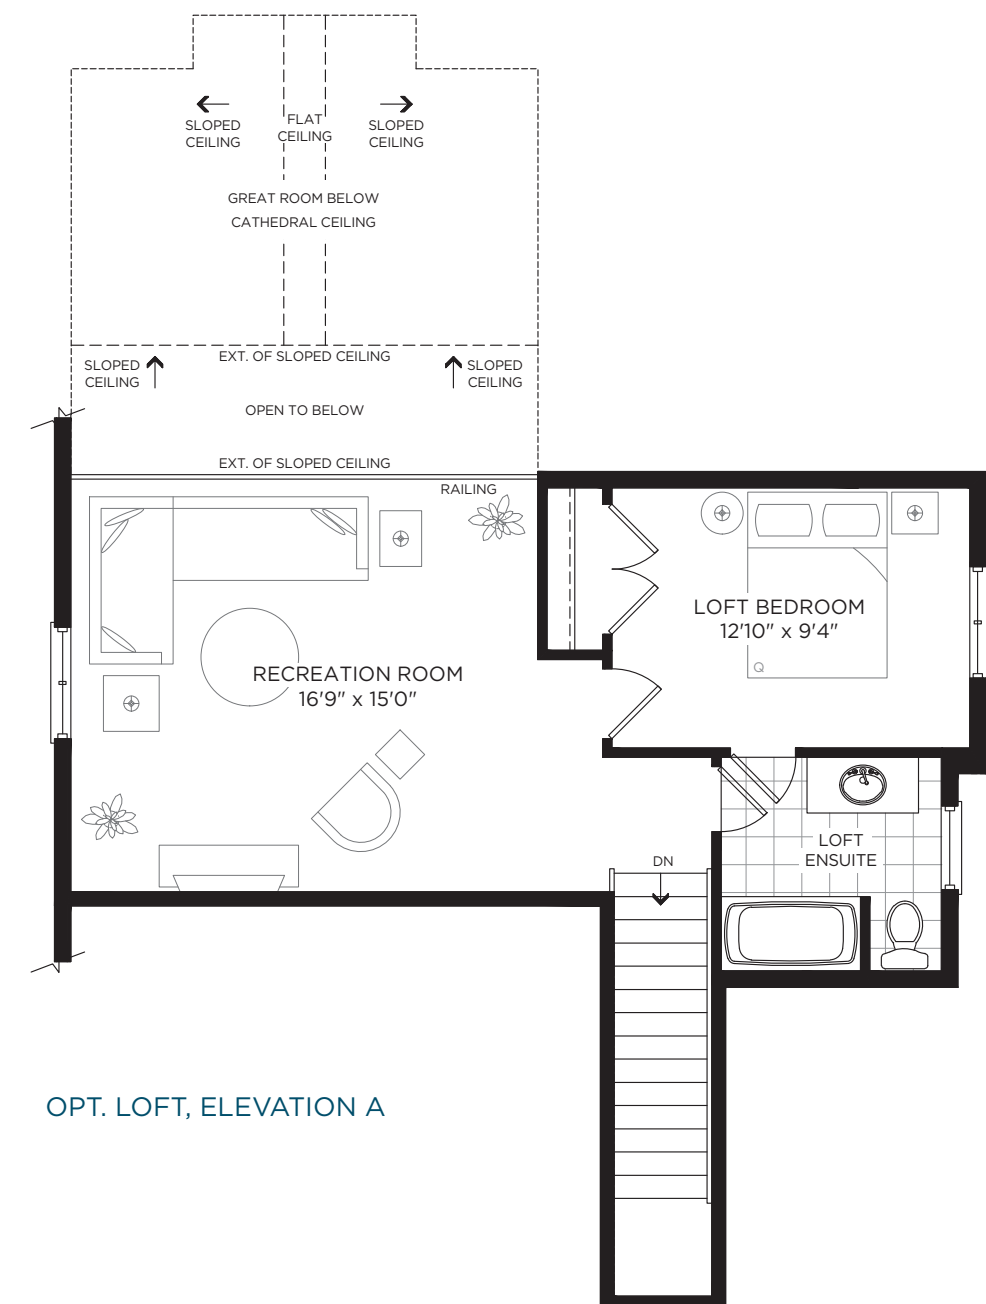 SLOPED
CEILING
FLAT
CEILING
SLOPED
CEILING
GREAT ROOM BELOW
CATHEDRAL CEILING
EXT. OF SLOPED CEILING
SLOPED
CEILING
SLOPED
CEILING
OPEN TO BELOW
EXT. OF SLOPED CEILING
RAILING
LOFT BEDROOM
12'10" x 9'4"
Q
RECREATION ROOM
16'9" x 15'0"
LOFT
ENSUITE
DN
OPT. LOFT, ELEVATION A